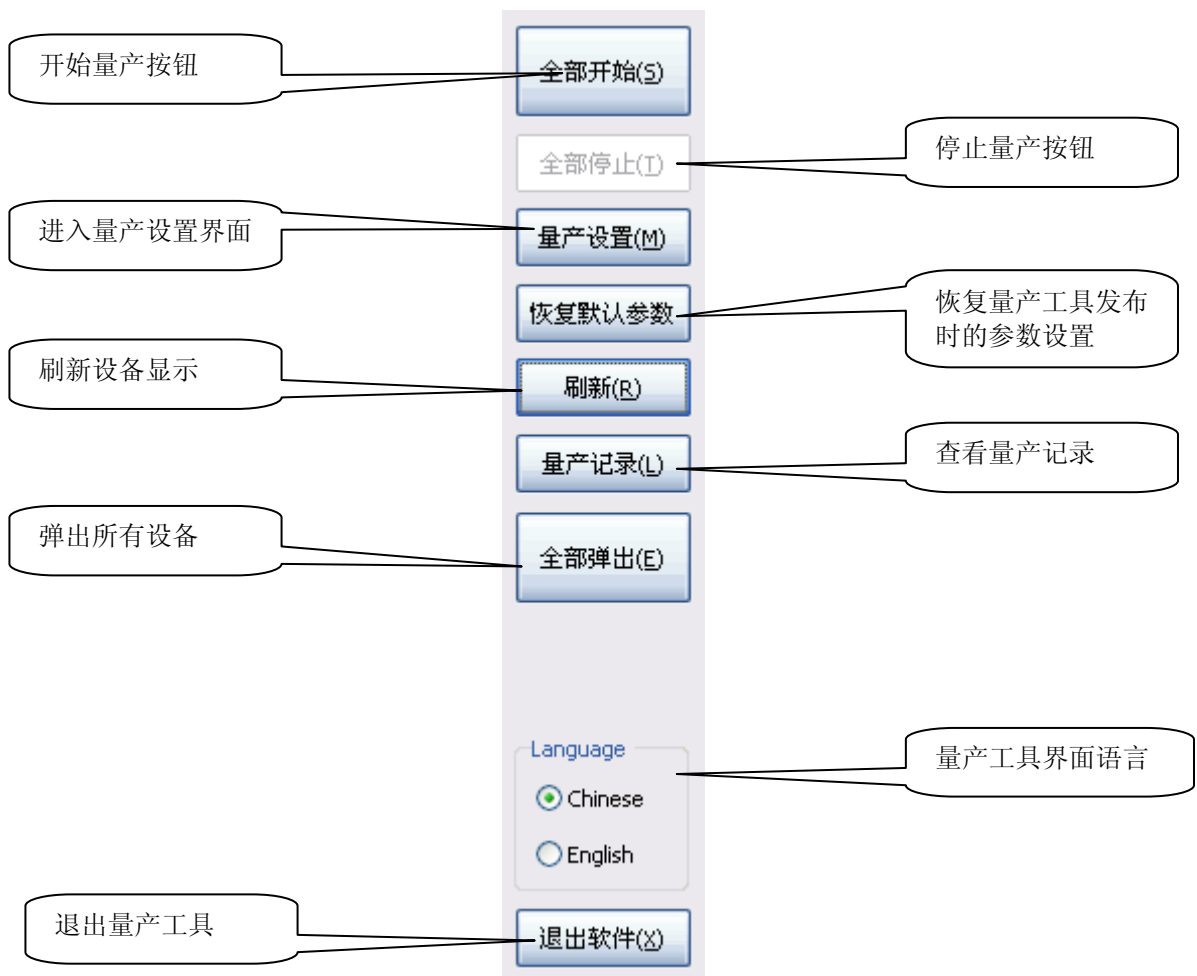 开始量产按钮
全部开始(S)
停止量产按钮
全部停止(T)
进入量产设置界面
量产设置(M)
恢复量产工具发布
时的参数设置
恢复默认参数
刷新设备显示
刷新(R)
查看量产记录
量产记录(L)
弹出所有设备
全部弹出(E)
Language
量产工具界面语言
Chinese
English
退出量产工具
退出软件(X)